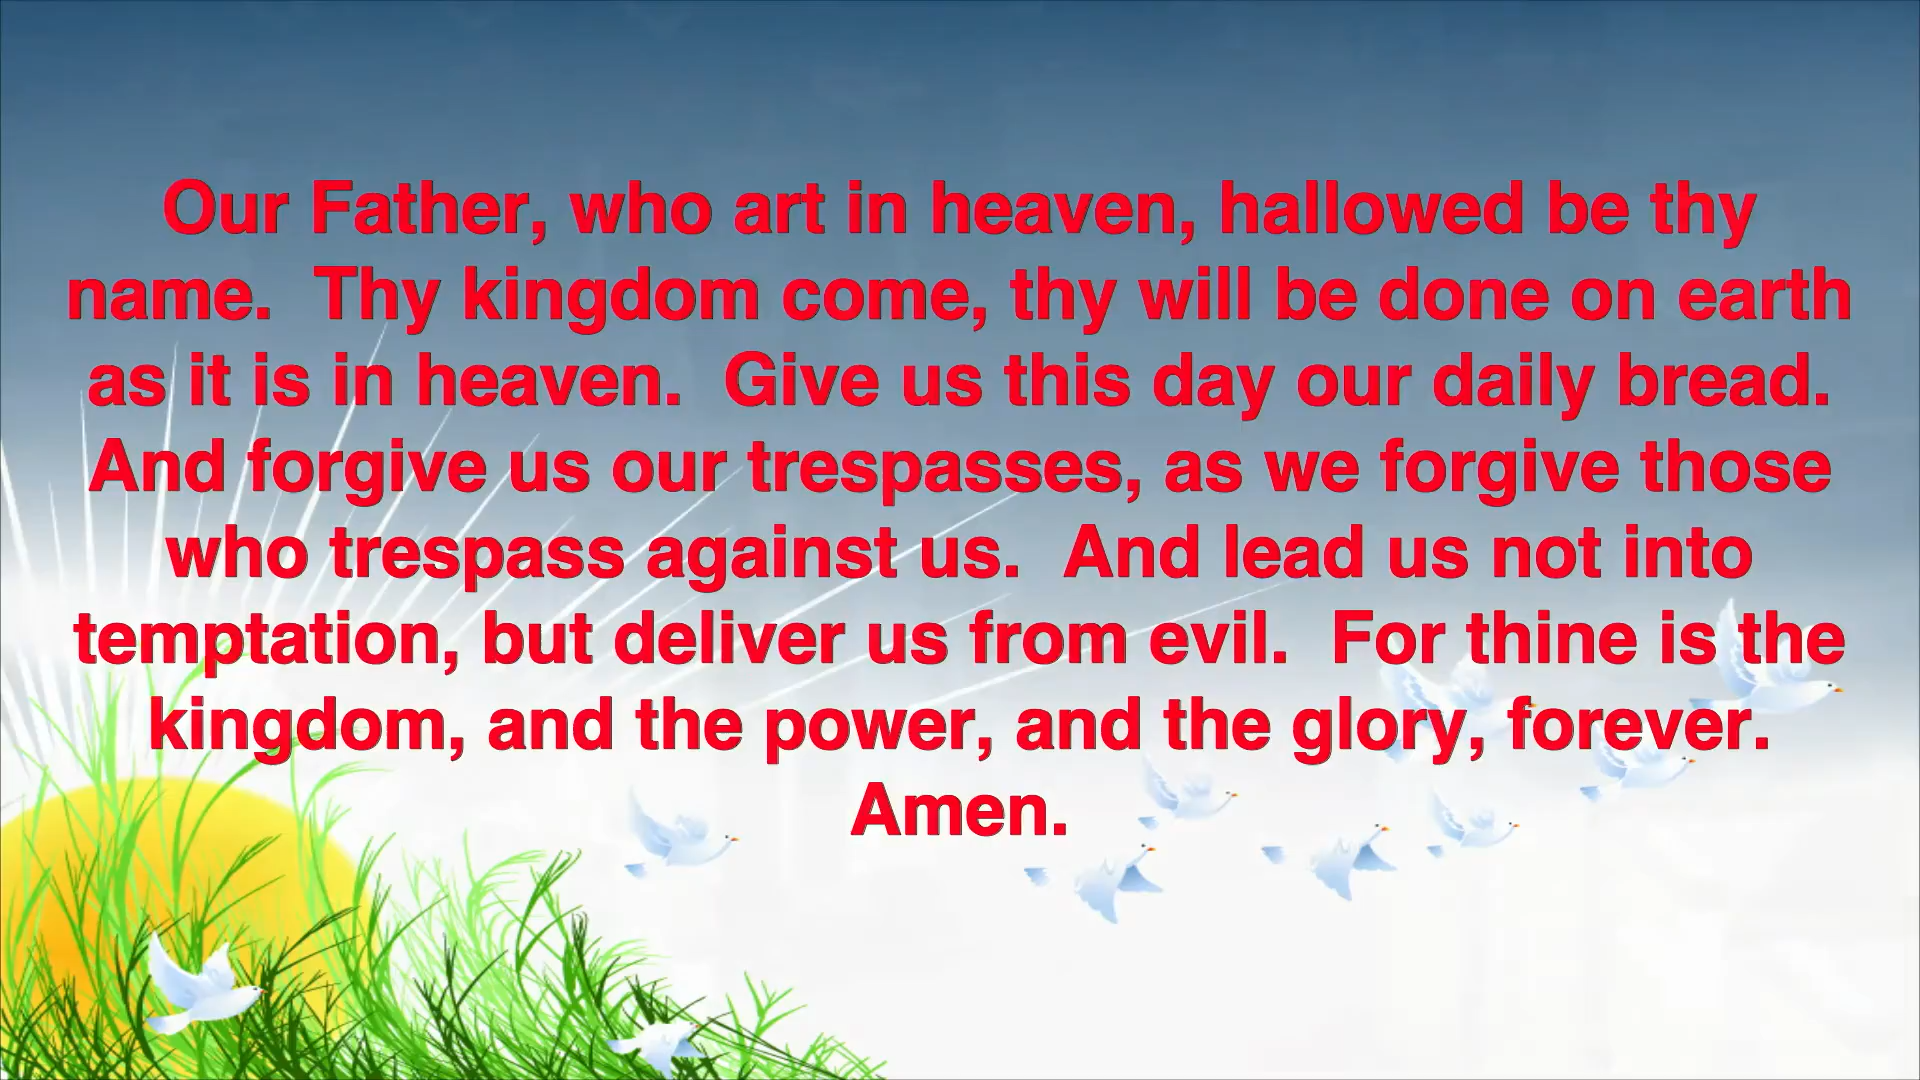 Our Father, who art in heaven, hallowed be thy
name.  Thy kingdom come, thy will be done on earth
as it is in heaven.  Give us this day our daily bread.
And forgive us our trespasses, as we forgive those
who trespass against us.  And lead us not into
temptation, but deliver us from evil.  For thine is the
kingdom, and the power, and the glory, forever.
Amen.